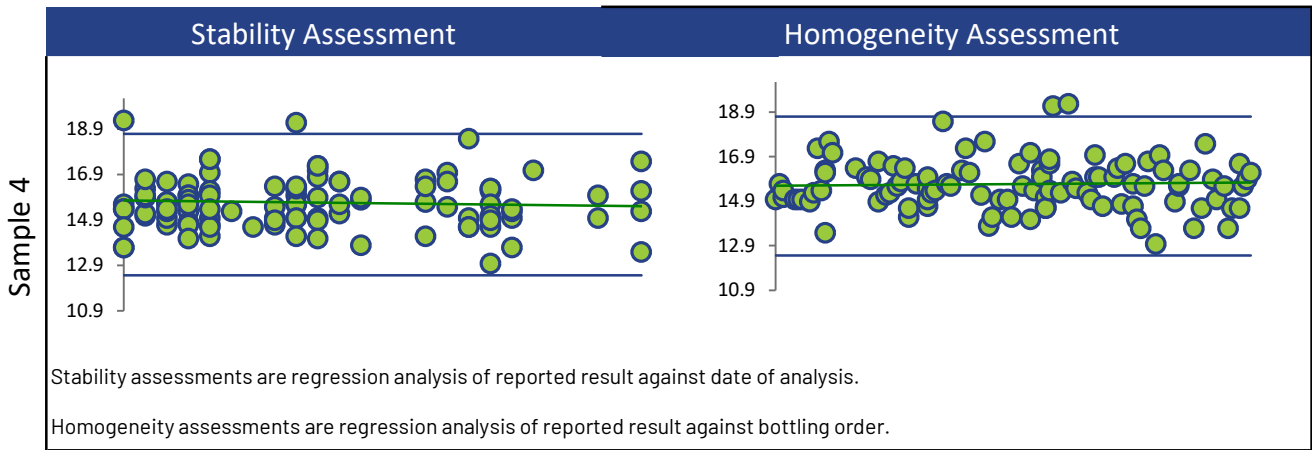 Stability Assessment
Homogeneity Assessment
Sample 4
18.9
16.9
14.9
12.9
10.9
18.9
16.9
14.9
12.9
10.9
Stability assessments are regression analysis of reported result against date of analysis.
Homogeneity assessments are regression analysis of reported result against bottling order.